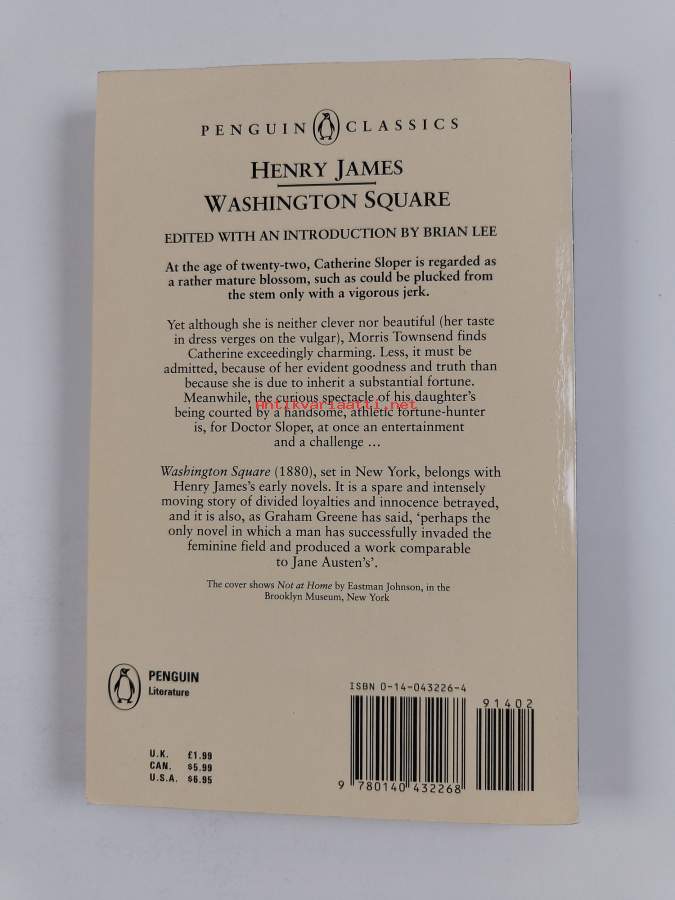 PENGUIN CLASSICS
HENRY JAMES
WASHINGTON SQUARE
EDITED WITH AN INTRODUCTION BY BRIAN LEE
At the age of twenty-two, Catherine Sloper is regarded as
a rather mature blossom, such as could be plucked from
the stem only with a vigorous jerk.
Yet although she is neither clever nor beautiful (her taste
in dress verges on the vulgar), Morris Townsend finds
Catherine exceedingly charming. Less, it must be
admitted, because of her evident goodness and truth than
because she is due to inherit a substantial fortune.
Meanwhile, the curious spectacle of his daughter's
Antikvariaatti.net
being courted by a handsome, athletic fortune-hunter
is, for Doctor Sloper, at once an entertainment
and a challenge ...
Washington Square (1880), set in New York, belongs with
Henry James's early novels. It is a spare and intensely
moving story of divided loyalties and innocence betrayed,
and it is also, as Graham Greene has said, 'perhaps the
only novel in which a man has successfully invaded the
feminine field and produced a work comparable
to Jane Austen's'.
The cover shows Not at Home by Eastman Johnson, in the
Brooklyn Museum, New York
PENGUIN
Literature
U.K. £1.99
CAN. $5.99
U.S.A. $6.95
ISBN 0-14-043226-4
91402
9 780140 432268